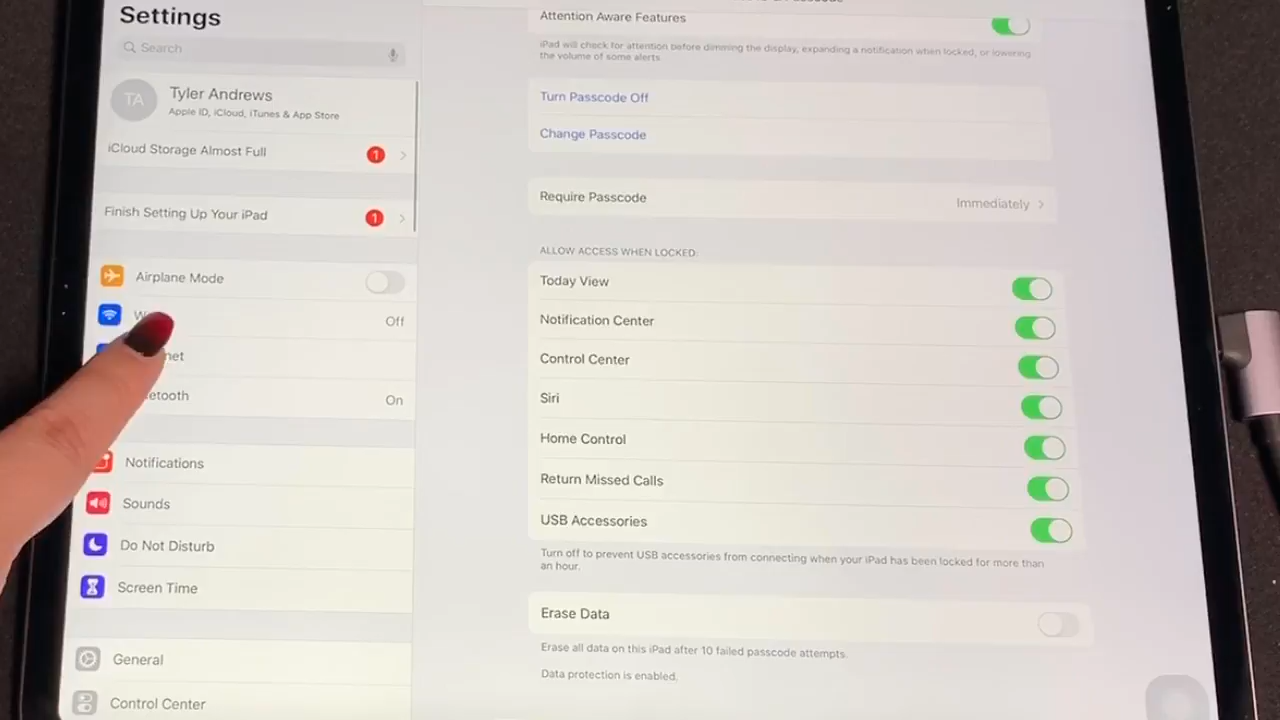 Settings
Search
TA
Tyler Andrews
Apple ID, iCloud, iTunes & App Store
iCloud Storage Almost Full
1
Finish Setting Up Your iPad
1
Airplane Mode
Off
On
Notifications
Sounds
Do Not Disturb
Screen Time
General
Control Center
Attention Aware Features
iPad will check for attention before dimming the display, expanding a notification when locked, or lowering
the volume of some alerts.
Turn Passcode Off
Change Passcode
Require Passcode
Immediately
ALLOW ACCESS WHEN LOCKED:
Today View
Notification Center
Control Center
Siri
Home Control
Return Missed Calls
USB Accessories
Turn off to prevent USB accessories from connecting when your iPad has been locked for more than
an hour.
Erase Data
Erase all data on this iPad after 10 failed passcode attempts.
Data protection is enabled.